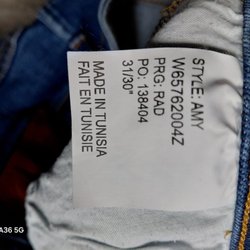 STYLE: AMY
W65762004Z
PRG: RAD
PO: 138404
31/30"
MADE IN TUNISIA
FAIT EN TUNISIE
A36 5G